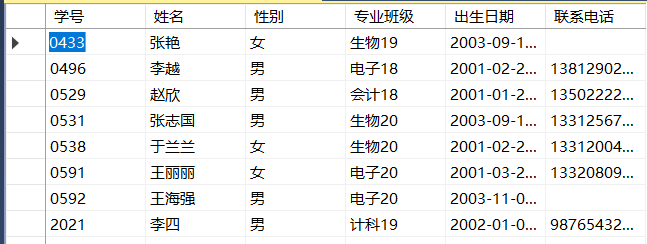 学号 姓名 性别 专业班级 出生日期 联系电话
0433 张艳 女 生物19 2003-09-1...
0496 李越 男 电子18 2001-02-2... 13812902...
0529 赵欣 男 会计18 2001-01-2... 13502222...
0531 张志国 男 生物20 2003-09-1... 13312567...
0538 于兰兰 女 生物20 2001-02-2... 13312004...
0591 王丽丽 女 电子20 2001-03-2... 13320809...
0592 王海强 男 电子20 2003-11-0...
2021 李四 男 计科19 2002-01-0... 98765432...